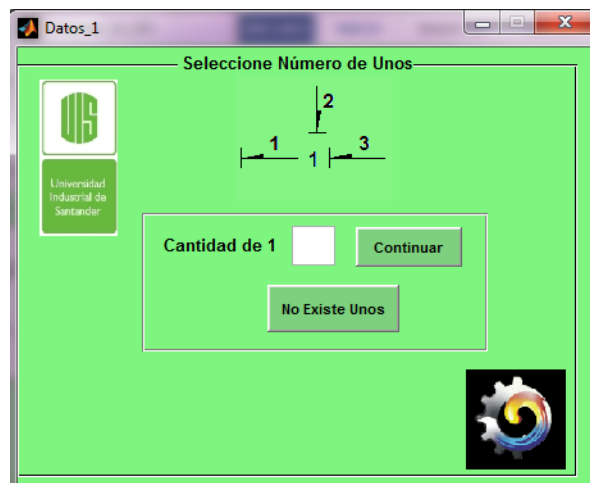 Datos_1
Seleccione Número de Unos
2
1
3
1
UIS
Universidad
Industrial de
Santander
Cantidad de 1
Continuar
No Existe Unos